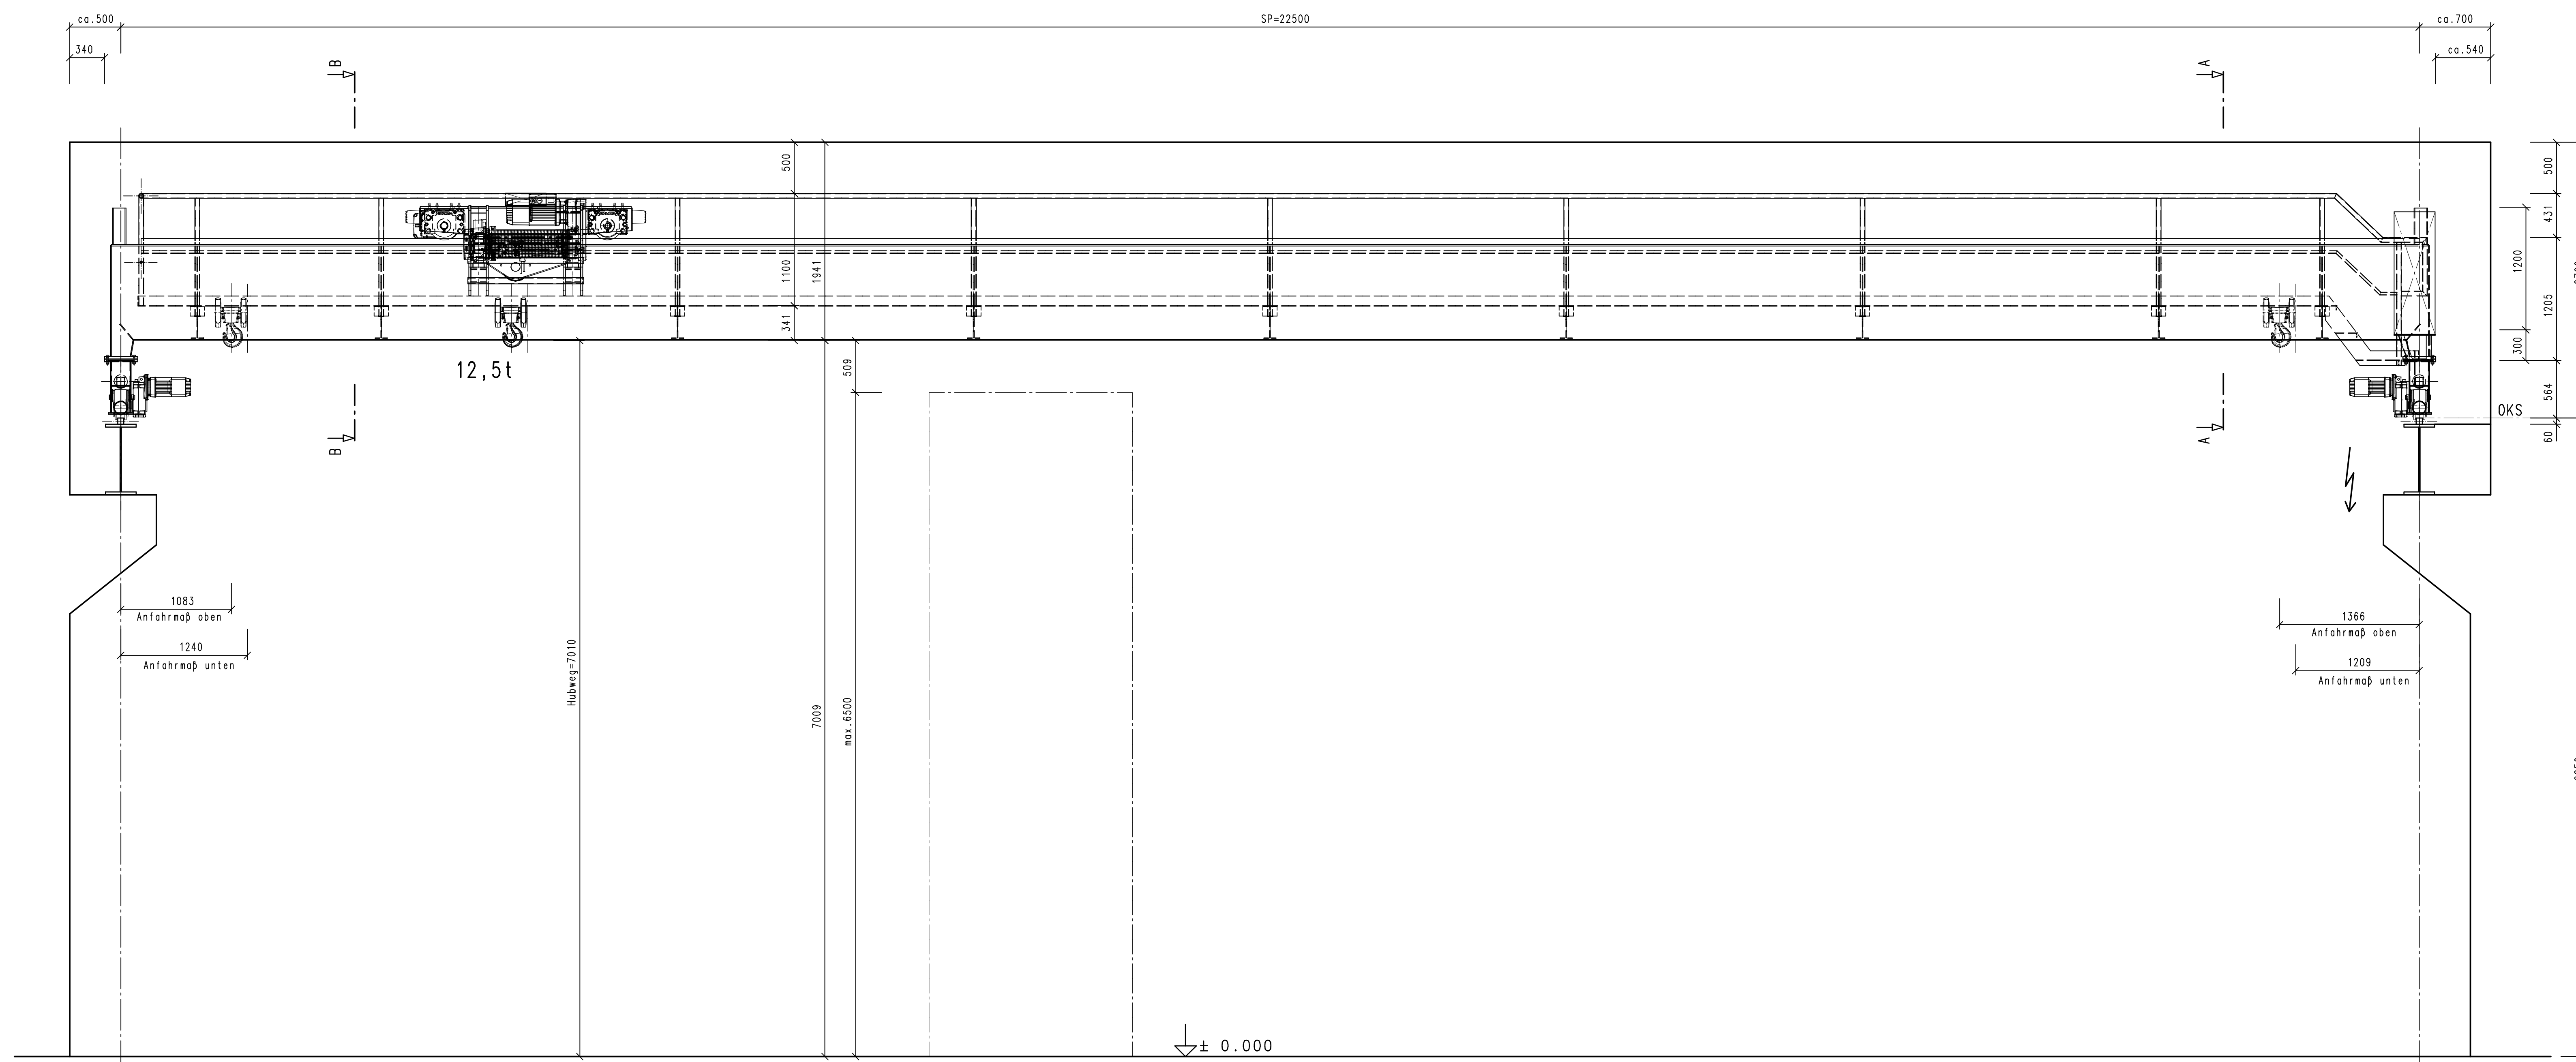 ca.500
SP=22500
ca.700
340
ca.540
B
A
500
500
431
1200
1100
1941
1205
341
300
12,5t
509
564
OKS
60
B
A
1083
Anfahrmaß oben
1366
Anfahrmaß oben
1240
Anfahrmaß unten
1209
Anfahrmaß unten
Hubweg=7010
7009
max.6500
± 0.000